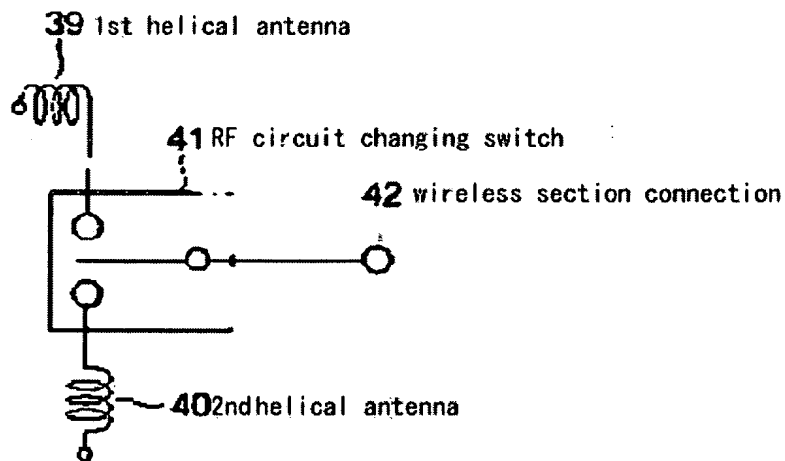 39 1st helical antenna
41 RF circuit changing switch
42 wireless section connection
40 2ndhelical antenna